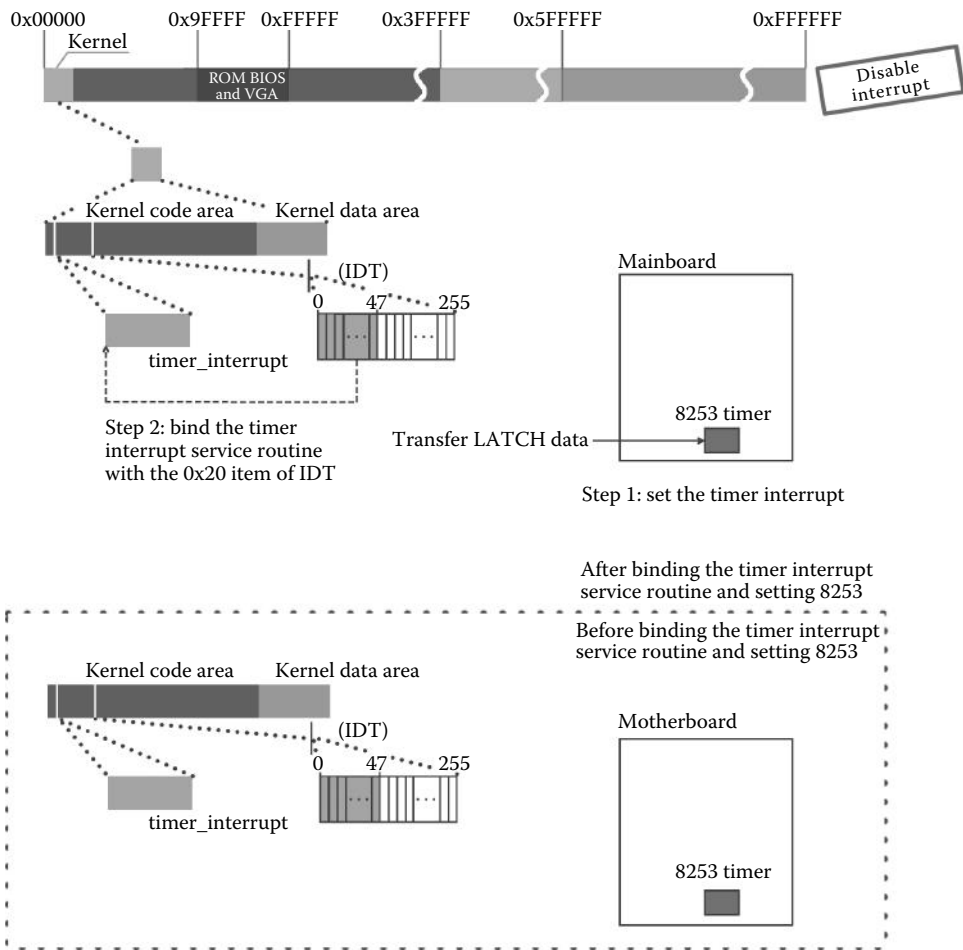 0x00000 0x9FFFF 0xFFFFF 0x3FFFFF 0x5FFFFF 0xFFFFFF
Kernel
ROM BIOS
and VGA
Disable
interrupt
Kernel code area Kernel data area
(IDT)
0 47 255
...
...
timer_interrupt
Step 2: bind the timer
interrupt service routine
with the 0x20 item of IDT
Mainboard
8253 timer
Transfer LATCH data
Step 1: set the timer interrupt
After binding the timer interrupt
service routine and setting 8253
Before binding the timer interrupt
service routine and setting 8253
Kernel code area Kernel data area
(IDT)
0 47 255
...
...
timer_interrupt
Motherboard
8253 timer